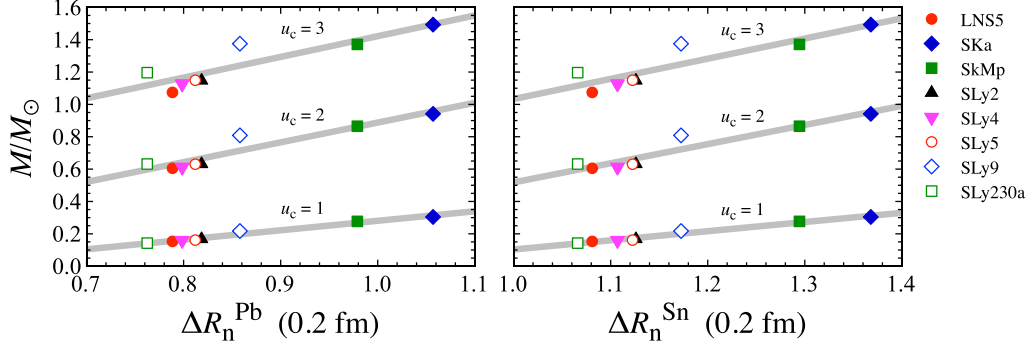 M/M☉
1.6
1.4
1.2
1.0
0.8
0.6
0.4
0.2
0.0
u_c = 3
u_c = 2
u_c = 1
0.7 0.8 0.9 1.0 1.1
ΔR_n^Pb (0.2 fm)
u_c = 3
u_c = 2
u_c = 1
1.0 1.1 1.2 1.3 1.4
ΔR_n^Sn (0.2 fm)
LNS5
SKa
SkMp
SLy2
SLy4
SLy5
SLy9
SLy230a